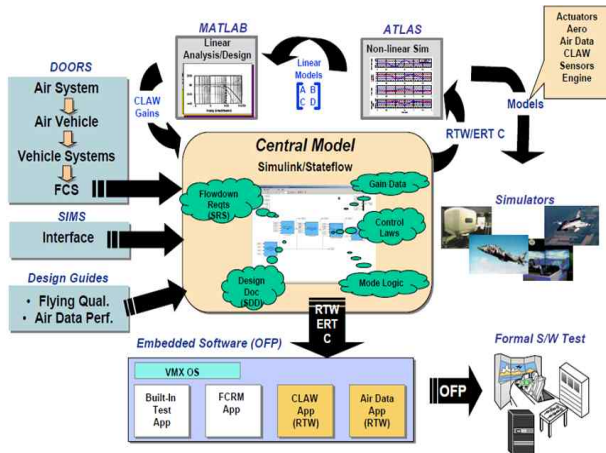 MATLAB
Linear
Analysis/Design
ATLAS
Non-linear Sim
Actuators
Aero
Air Data
CLAW
Sensors
Engine
DOORS
Air System
Air Vehicle
Vehicle Systems
FCS
CLAW
Gains
Linear
Models
A B
C D
Models
RTW/ERT C
Central Model
Simulink/Stateflow
Flowdown
Reqts
(SRS)
Gain Data
Control
Laws
Design
Doc
(SDD)
Mode Logic
Simulators
SIMS
Interface
Design Guides
• Flying Qual.
• Air Data Perf.
RTW
ERT
C
Embedded Software (OFP)
VMX OS
Built-In
Test
App
FCRM
App
CLAW
App
(RTW)
Air Data
App
(RTW)
OFP
Formal S/W Test